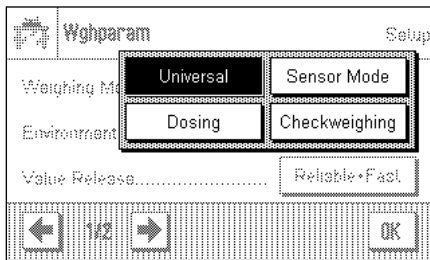 Wghparam Setup
Universal Sensor Mode
Weighing Mo
Dosing Checkweighing
Environment
Value Release........................ Reliable+Fast
1/2 OK